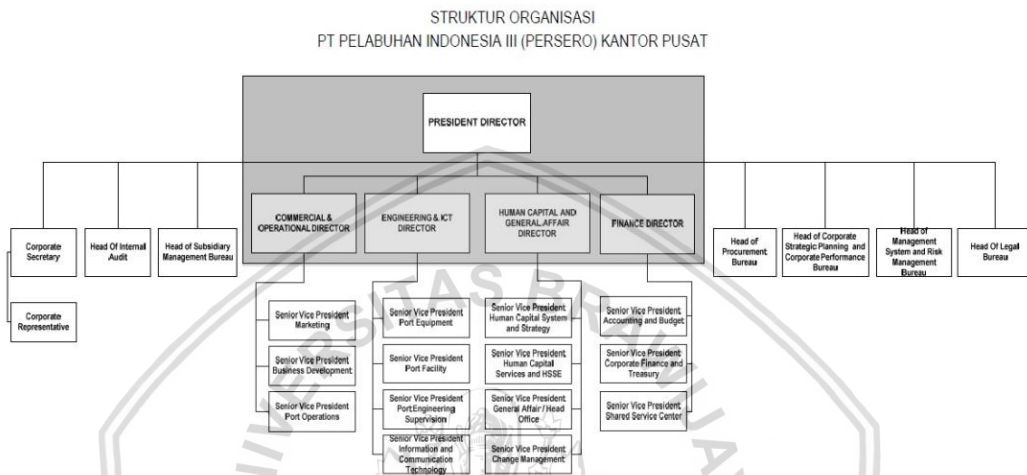 STRUKTUR ORGANISASI
PT PELABUHAN INDONESIA III (PERSERO) KANTOR PUSAT
PRESIDENT DIRECTOR
COMMERCIAL &
OPERATIONAL DIRECTOR
ENGINEERING & ICT
DIRECTOR
HUMAN CAPITAL AND
GENERAL AFFAIR
DIRECTOR
FINANCE DIRECTOR
Corporate
Secretary
Head Of Internal
Audit
Head of Subsidiary
Management Bureau
Head of
Procurement
Bureau
Head of Corporate
Strategic Planning and
Corporate Performance
Bureau
Head of
Management
System and Risk
Management
Bureau
Head Of Legal
Bureau
Corporate
Representative
Senior Vice President
Marketing
Senior Vice President
Business Development
Senior Vice President
Port Operations
Senior Vice President
Port Equipment
Senior Vice President
Port Facility
Senior Vice President
Port Engineering
Supervision
Senior Vice President
Information and
Communication
Technology
Senior Vice President
Human Capital System
and Strategy
Senior Vice President
Human Capital
Services and HSSE
Senior Vice President
General Affair / Head
Office
Senior Vice President
Change Management
Senior Vice President
Accounting and Budget
Senior Vice President
Corporate Finance and
Treasury
Senior Vice President
Shared Service Center